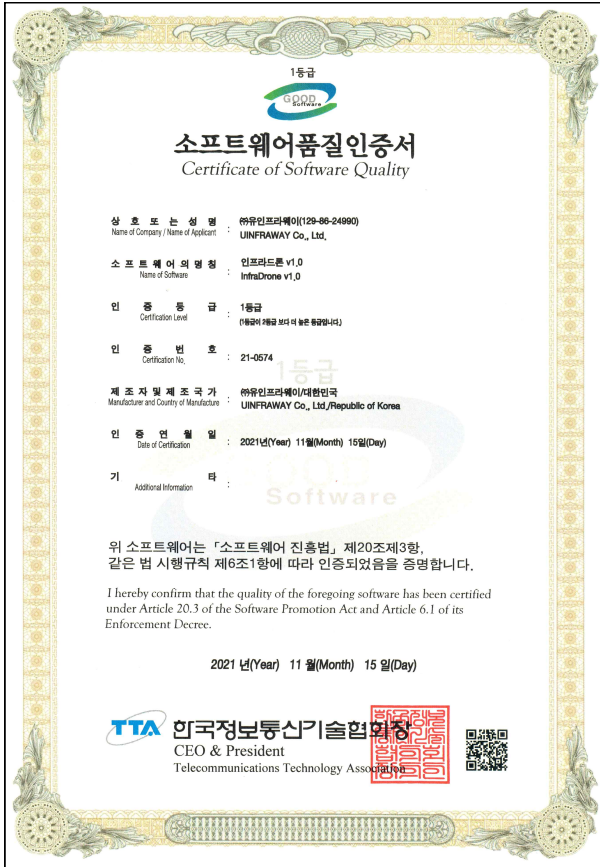 1등급
GOOD
Software
소프트웨어품질인증서
Certificate of Software Quality
상 호 또 는 성 명 : ㈜유인프라웨이(129-86-24990)
Name of Company / Name of Applicant UINFRAWAY Co., Ltd.
소 프 트 웨 어 의 명 칭 : 인프라드론 v1.0
Name of Software InfraDrone v1.0
인 증 등 급 : 1등급
Certification Level (1등급이 2등급 보다 더 높은 등급입니다.)
인 증 번 호
Certification No. : 21-0574
1등급
제 조 자 및 제 조 국 가 : ㈜유인프라웨이/대한민국
Manufacturer and Country of Manufacture UINFRAWAY Co., Ltd./Republic of Korea
인 증 연 월 일
Date of Certification : 2021년(Year) 11월(Month) 15일(Day)
기 타
Additional Information :
GOOD
Software
위 소프트웨어는 「소프트웨어 진흥법」 제20조제3항,
같은 법 시행규칙 제6조1항에 따라 인증되었음을 증명합니다.
I hereby confirm that the quality of the foregoing software has been certified
under Article 20.3 of the Software Promotion Act and Article 6.1 of its
Enforcement Decree.
2021 년(Year) 11 월(Month) 15 일(Day)
TTA 한국정보통신기술협회장
CEO & President
Telecommunications Technology Association